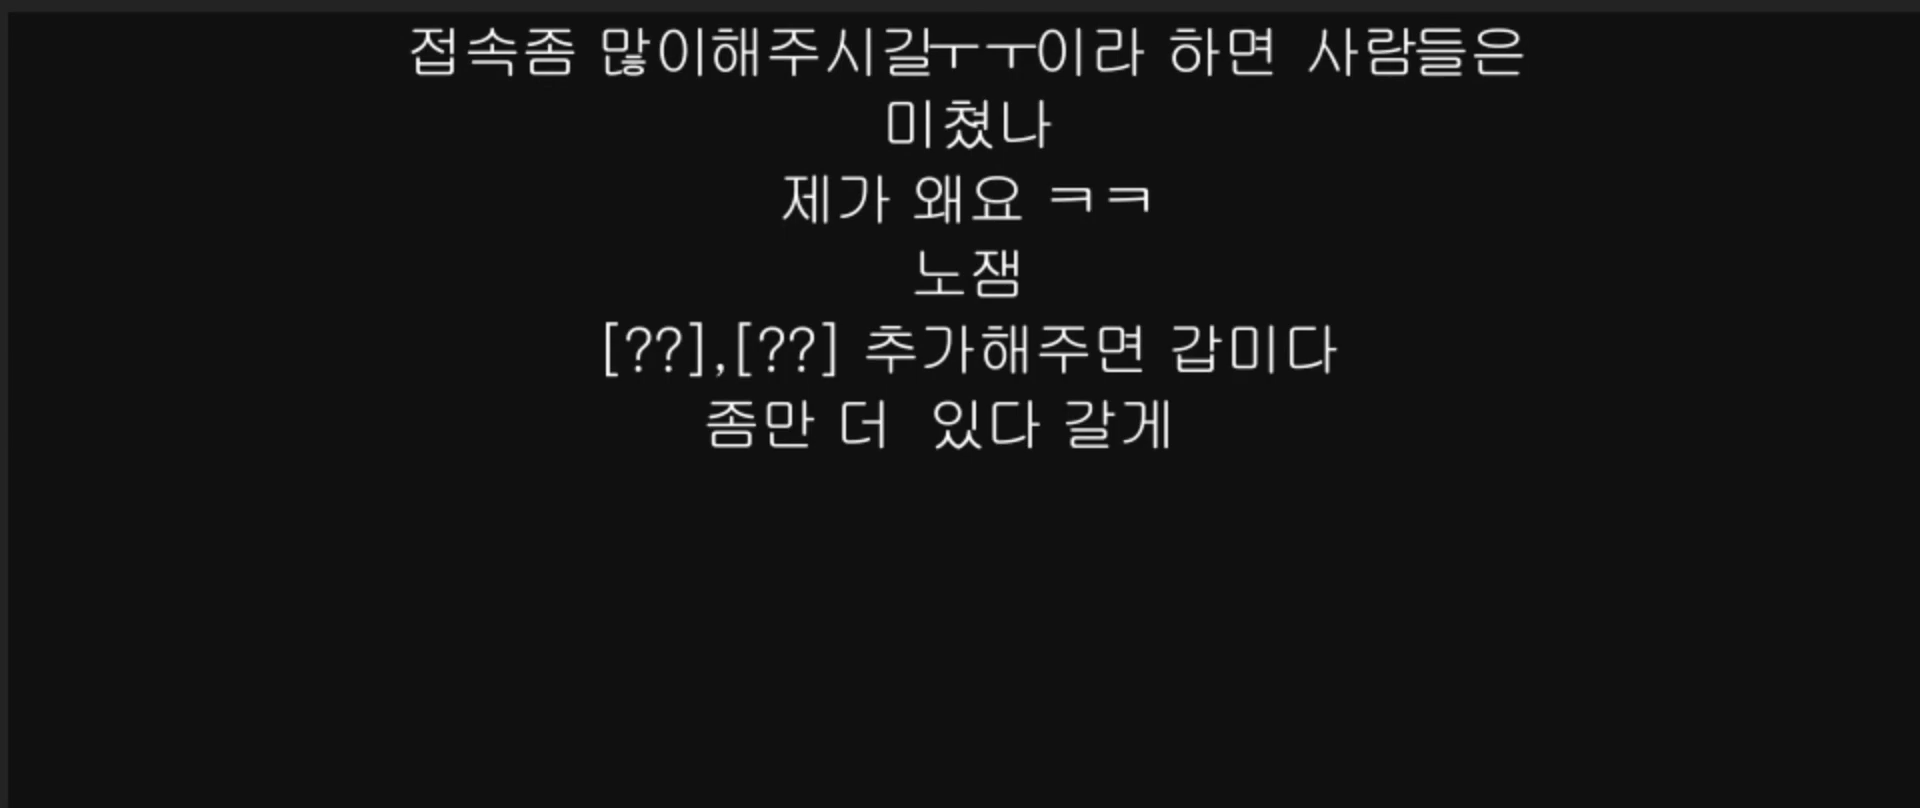 접속좀 많이해주시길ㅜㅜ이라 하면 사람들은
미쳤나
제가 왜요 ㅋㅋ
노잼
[??],[??] 추가해주면 갑미다
좀만 더 있다 갈게